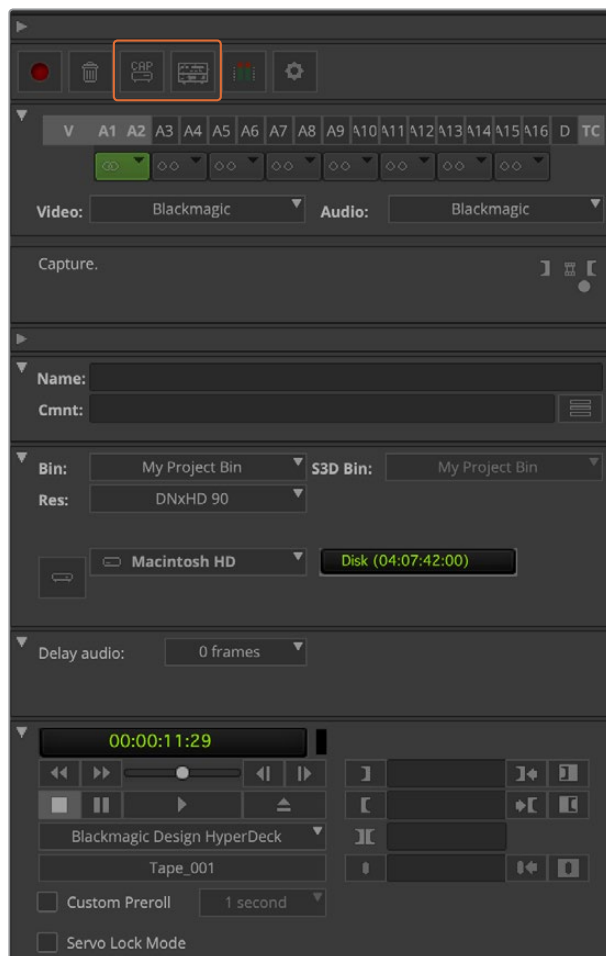 CAP
V A1 A2 A3 A4 A5 A6 A7 A8 A9 A10 A11 A12 A13 A14 A15 A16 D TC
Video: Blackmagic Audio: Blackmagic
Capture.
Name:
Cmnt:
Bin: My Project Bin S3D Bin: My Project Bin
Res: DNxHD 90
Macintosh HD Disk (04:07:42:00)
Delay audio: 0 frames
00:00:11:29
Blackmagic Design HyperDeck
Tape_001
Custom Preroll 1 second
Servo Lock Mode